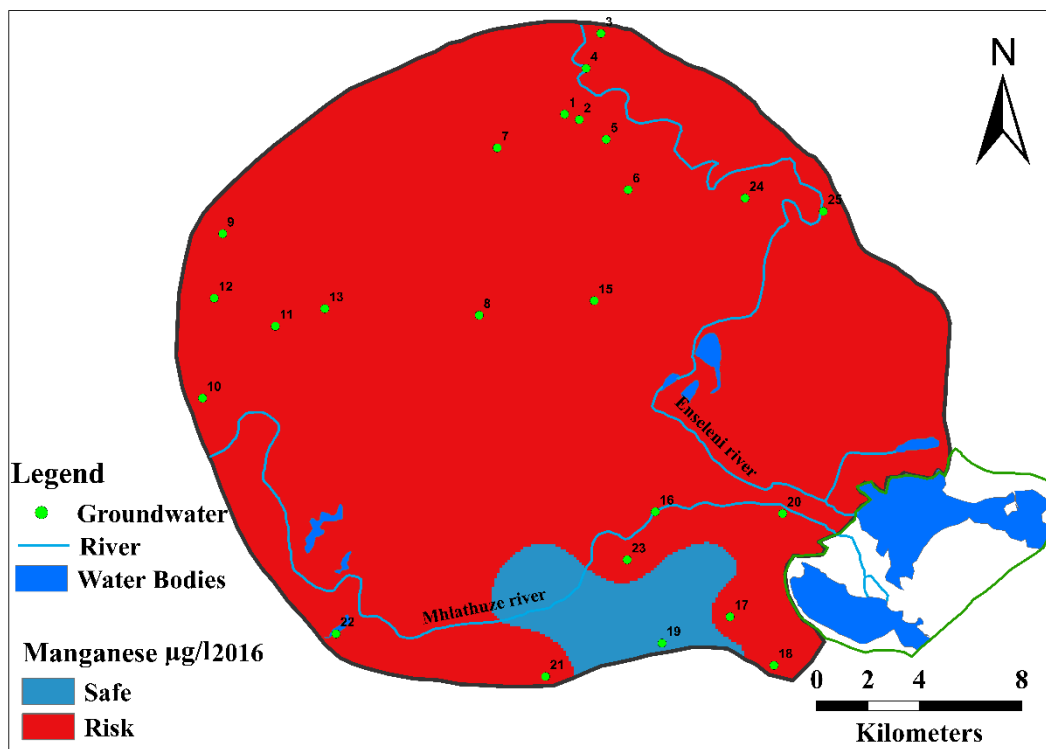 3
4
1
2
5
7
6
24
25
9
12
13
11
8
15
10
N
Enseleni river
16
20
23
Mhlathuze river
17
19
22
21
18
Legend
Groundwater
River
Water Bodies
Manganese µg/l2016
Safe
Risk
0 2 4 8
Kilometers